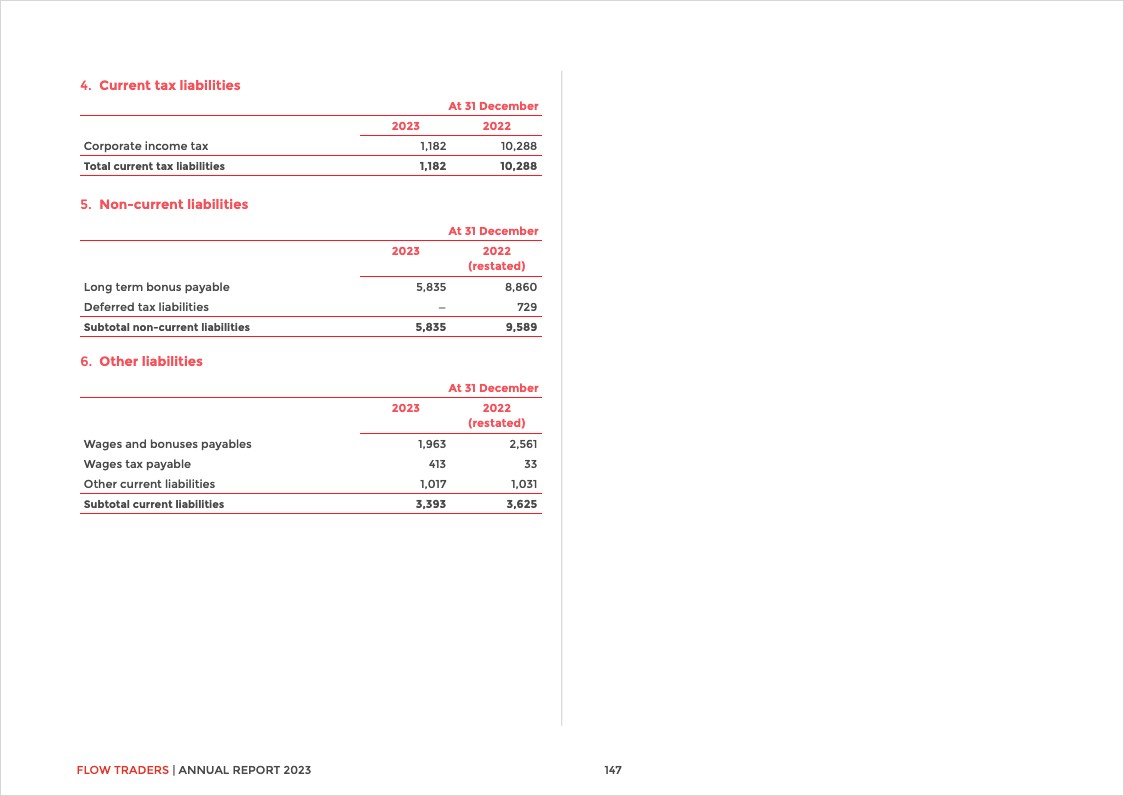 4. Current tax liabilities
At 31 December
2023 2022
Corporate income tax 1,182 10,288
Total current tax liabilities 1,182 10,288
5. Non-current liabilities
At 31 December
2023 2022
(restated)
Long term bonus payable 5,835 8,860
Deferred tax liabilities — 729
Subtotal non-current liabilities 5,835 9,589
6. Other liabilities
At 31 December
2023 2022
(restated)
Wages and bonuses payables 1,963 2,561
Wages tax payable 413 33
Other current liabilities 1,017 1,031
Subtotal current liabilities 3,393 3,625
FLOW TRADERS | ANNUAL REPORT 2023 147